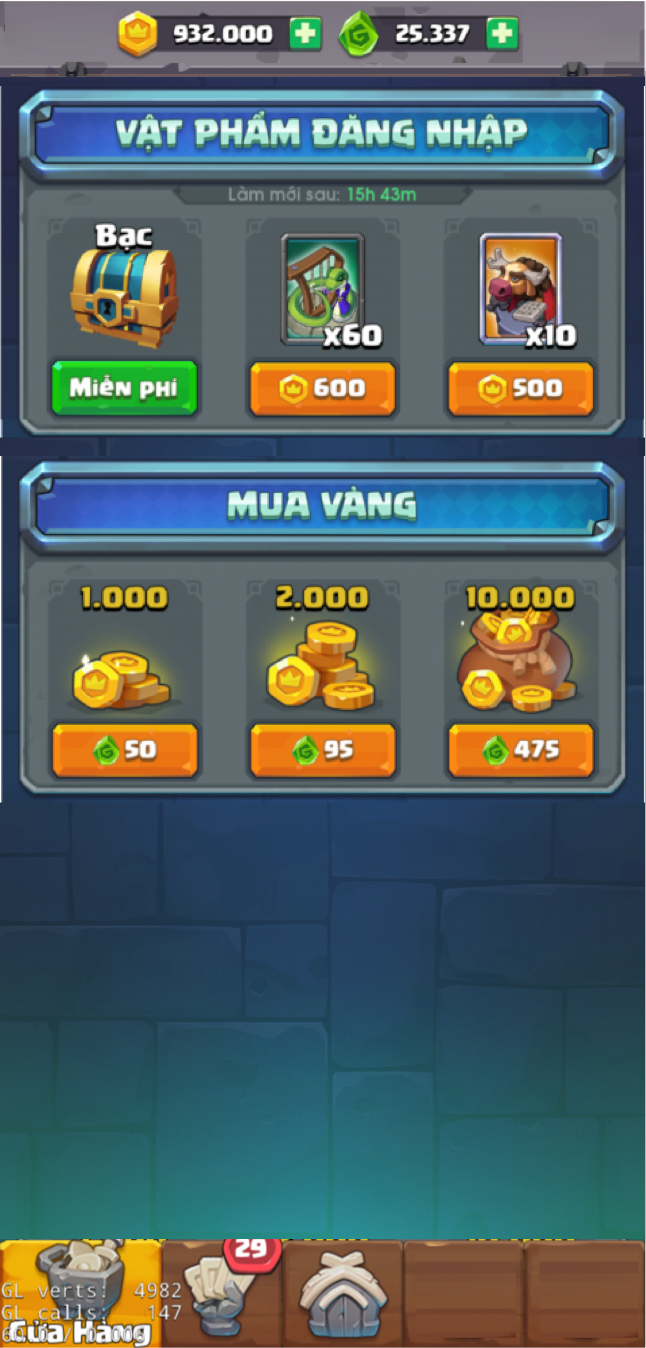 932.000 25.337
VẬT PHẨM ĐĂNG NHẬP
Làm mới sau: 15h 43m
Bạc
x60 x10
Miễn phí 600 500
MUA VÀNG
1.000 2.000 10.000
50 95 475
29
GL verts: 4982
GL calls: 147
Cửa Hàng